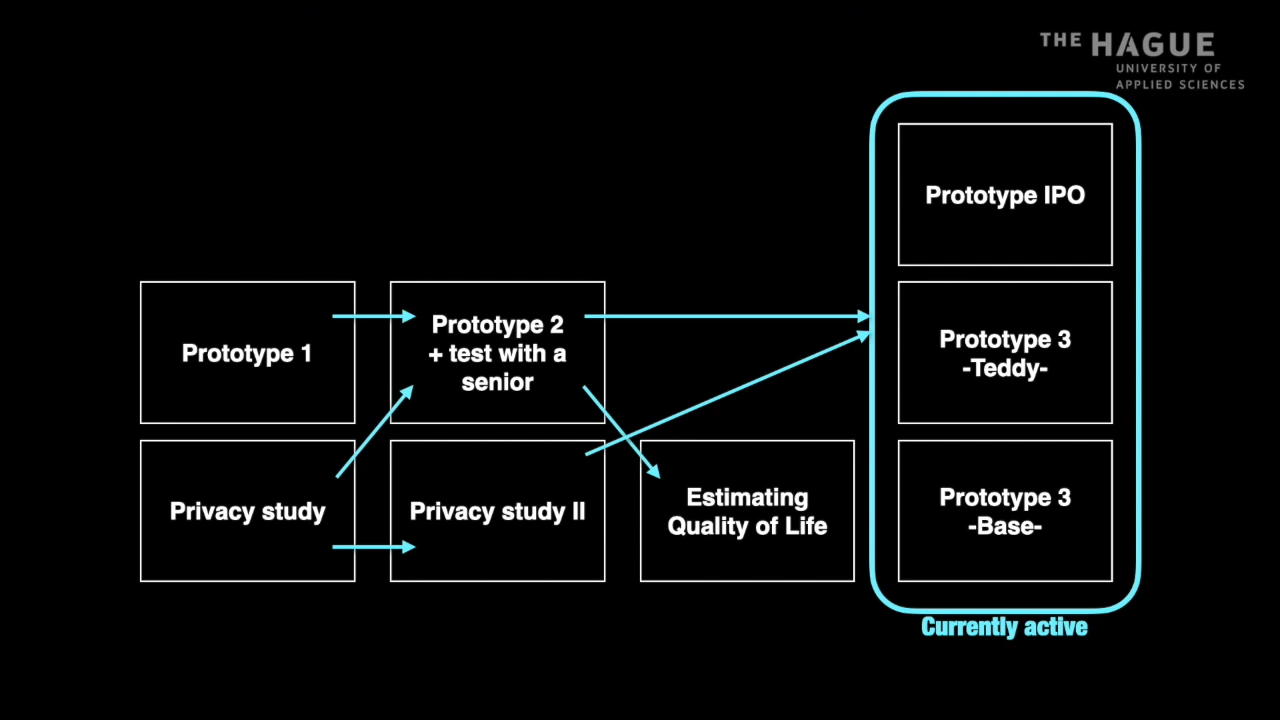 THE HAGUE
UNIVERSITY OF
APPLIED SCIENCES
Prototype IPO
Prototype 1
Prototype 2
+ test with a
senior
Prototype 3
-Teddy-
Privacy study
Privacy study II
Estimating
Quality of Life
Prototype 3
-Base-
Currently active